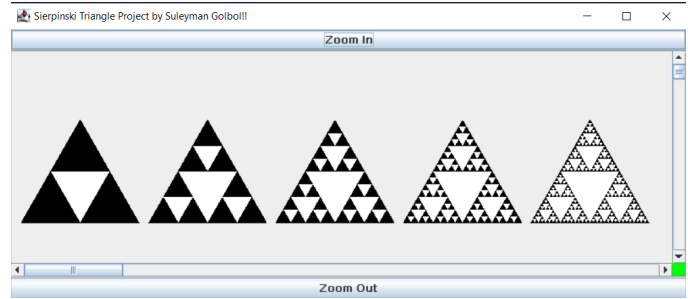 Sierpinski Triangle Project by Suleyman Golbol!!
Zoom In
Zoom Out